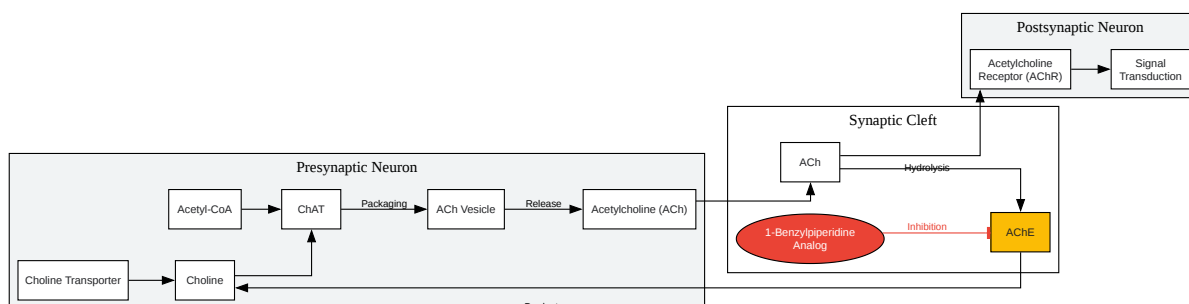 Postsynaptic Neuron
Acetylcholine
Receptor (AChR)
Signal
Transduction
Synaptic Cleft
ACh
Hydrolysis
1-Benzylpiperidine
Analog
Inhibition
AChE
Presynaptic Neuron
Acetyl-CoA
ChAT
Packaging
ACh Vesicle
Release
Acetylcholine (ACh)
Choline Transporter
Choline